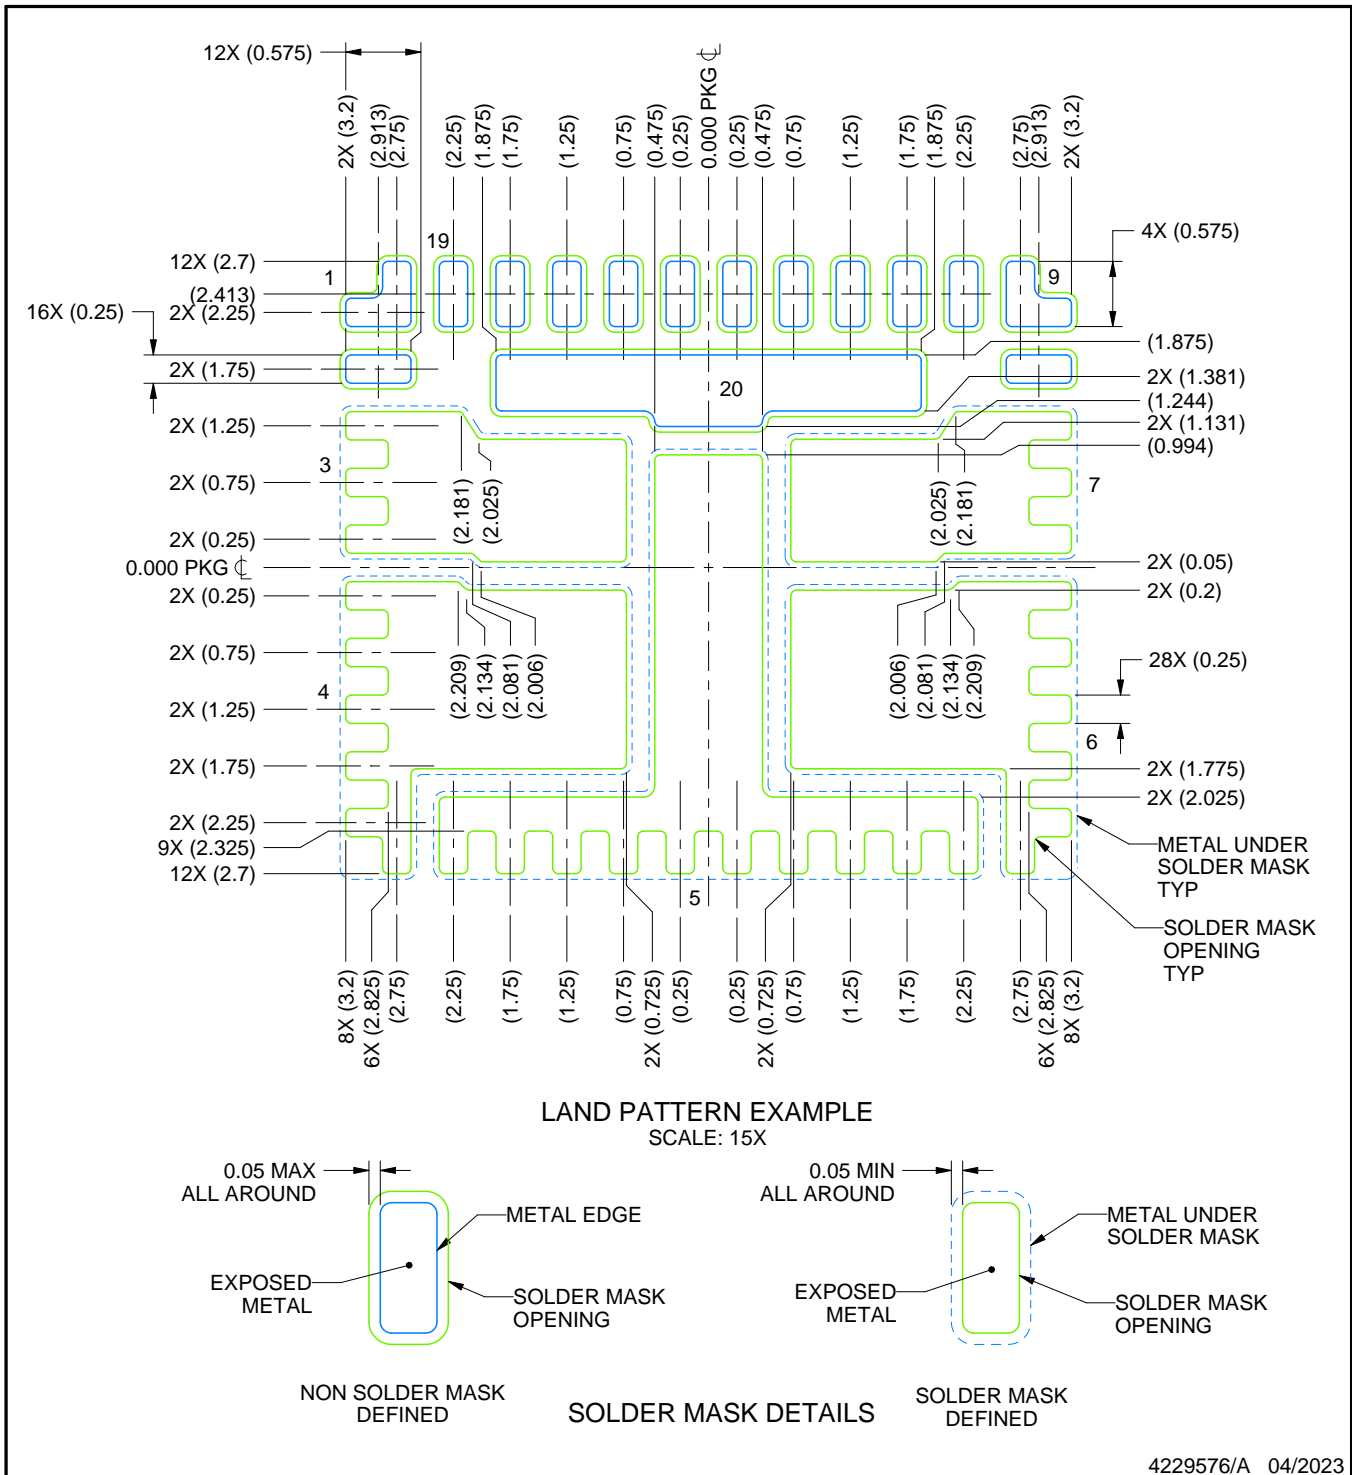 12X (0.575)
2X (3.2)
(2.913)
(2.75)
(2.25)
(1.875)
(1.75)
(1.25)
(0.75)
(0.475)
(0.25)
0.000 PKG
(0.25)
(0.475)
(0.75)
(1.25)
(1.75)
(1.875)
(2.25)
(2.75)
(2.913)
2X (3.2)
19
4X (0.575)
12X (2.7)
1
9
(2.413)
16X (0.25)
2X (2.25)
(1.875)
2X (1.75)
20
2X (1.381)
(1.244)
2X (1.25)
2X (1.131)
(0.994)
3
2X (0.75)
7
(2.181)
(2.025)
(2.025)
(2.181)
2X (0.25)
0.000 PKG
2X (0.05)
2X (0.25)
2X (0.2)
2X (0.75)
28X (0.25)
(2.209)
(2.134)
(2.081)
(2.006)
(2.006)
(2.081)
(2.134)
(2.209)
4
2X (1.25)
6
2X (1.75)
2X (1.775)
2X (2.025)
2X (2.25)
9X (2.325)
METAL UNDER
SOLDER MASK
TYP
12X (2.7)
5
SOLDER MASK
OPENING
TYP
8X (3.2)
6X (2.825)
(2.75)
(2.25)
(1.75)
(1.25)
(0.75)
2X (0.725)
(0.25)
(0.25)
2X (0.725)
(0.75)
(1.25)
(1.75)
(2.25)
(2.75)
6X (2.825)
8X (3.2)
LAND PATTERN EXAMPLE
SCALE: 15X
0.05 MAX
ALL AROUND
METAL EDGE
EXPOSED
METAL
SOLDER MASK
OPENING
NON SOLDER MASK
DEFINED
0.05 MIN
ALL AROUND
METAL UNDER
SOLDER MASK
EXPOSED
METAL
SOLDER MASK
OPENING
SOLDER MASK
DEFINED
SOLDER MASK DETAILS
4229576/A 04/2023